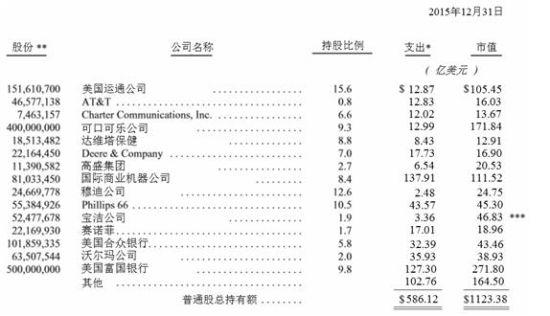 2015年12月31日
股份 ** 公司名称 持股比例 支出* 市值
( 亿美元 )
151,610,700 美国运通公司 .................. 15.6 $ 12.87 $105.45
46,577,138 AT&T .................. 0.8 12.83 16.03
7,463,157 Charter Communications, Inc. .................. 6.6 12.02 13.67
400,000,000 可口可乐公司 .................. 9.3 12.99 171.84
18,513,482 达维塔保健 .................. 8.8 8.43 12.91
22,164,450 Deere & Company .................. 7.0 17.73 16.90
11,390,582 高盛集团 .................. 2.7 6.54 20.53
81,033,450 国际商业机器公司 .................. 8.4 137.91 111.52
24,669,778 穆迪公司 .................. 12.6 2.48 24.75
55,384,926 Phillips 66 .................. 10.5 43.57 45.30
52,477,678 宝洁公司 .................. 1.9 3.36 46.83 ***
22,169,930 赛诺菲 .................. 1.7 17.01 18.96
101,859,335 美国合众银行 .................. 5.8 32.39 43.46
63,507,544 沃尔玛公司 .................. 2.0 35.93 38.93
500,000,000 美国富国银行 .................. 9.8 127.30 271.80
其他 .................. 102.76 164.50
普通股总持有额 ........ $586.12 $1123.38